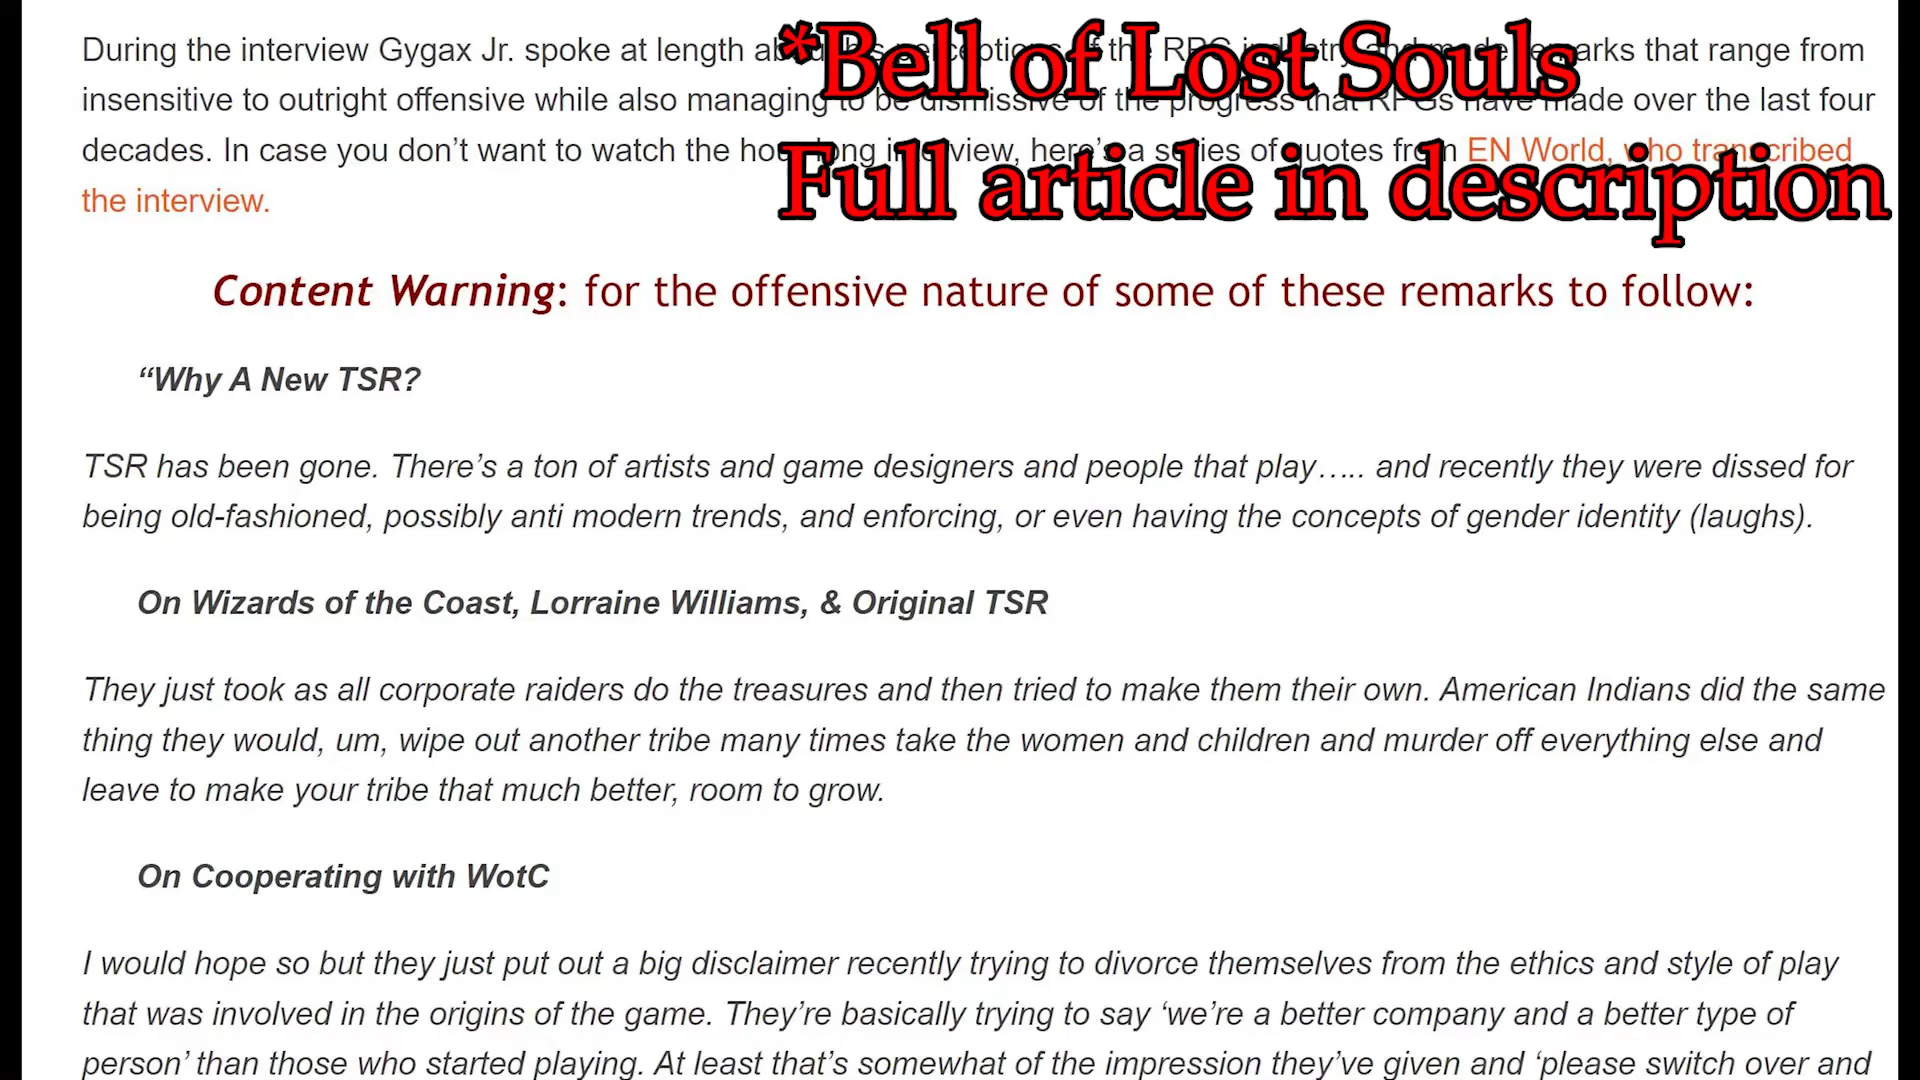 *Bell of Lost Souls
Full article in description
During the interview Gygax Jr. spoke at length about his perceptions of the RPG industry and made remarks that range from
insensitive to outright offensive while also managing to be dismissive of the progress that RPGs have made over the last four
decades. In case you don’t want to watch the hour long interview, here’s a series of quotes from EN World, who transcribed
the interview.
Content Warning: for the offensive nature of some of these remarks to follow:
“Why A New TSR?
TSR has been gone. There’s a ton of artists and game designers and people that play….. and recently they were dissed for
being old-fashioned, possibly anti modern trends, and enforcing, or even having the concepts of gender identity (laughs).
On Wizards of the Coast, Lorraine Williams, & Original TSR
They just took as all corporate raiders do the treasures and then tried to make them their own. American Indians did the same
thing they would, um, wipe out another tribe many times take the women and children and murder off everything else and
leave to make your tribe that much better, room to grow.
On Cooperating with WotC
I would hope so but they just put out a big disclaimer recently trying to divorce themselves from the ethics and style of play
that was involved in the origins of the game. They’re basically trying to say ‘we’re a better company and a better type of
person’ than those who started playing. At least that’s somewhat of the impression they’ve given and ‘please switch over and